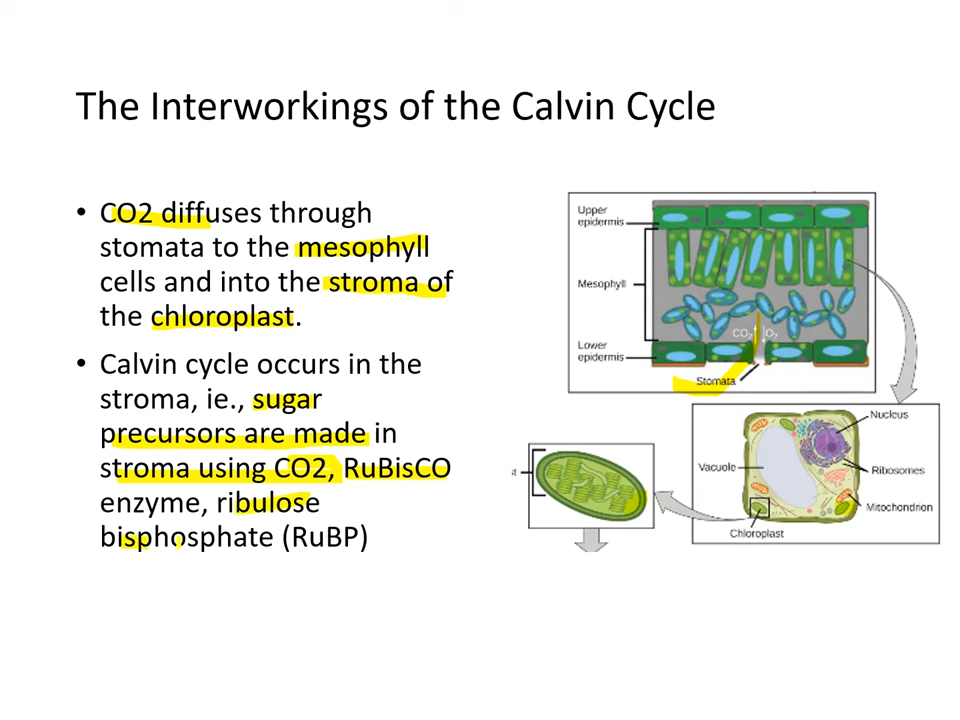 The Interworkings of the Calvin Cycle
• CO2 diffuses through
stomata to the mesophyll
cells and into the stroma of
the chloroplast.
• Calvin cycle occurs in the
stroma, ie., sugar
precursors are made in
stroma using CO2, RuBisCO
enzyme, ribulose
bisphosphate (RuBP)
Upper
epidermis
Mesophyll
CO2 O2
Lower
epidermis
Stomata
Nucleus
Vacuole
Ribosomes
Mitochondrion
Chloroplast